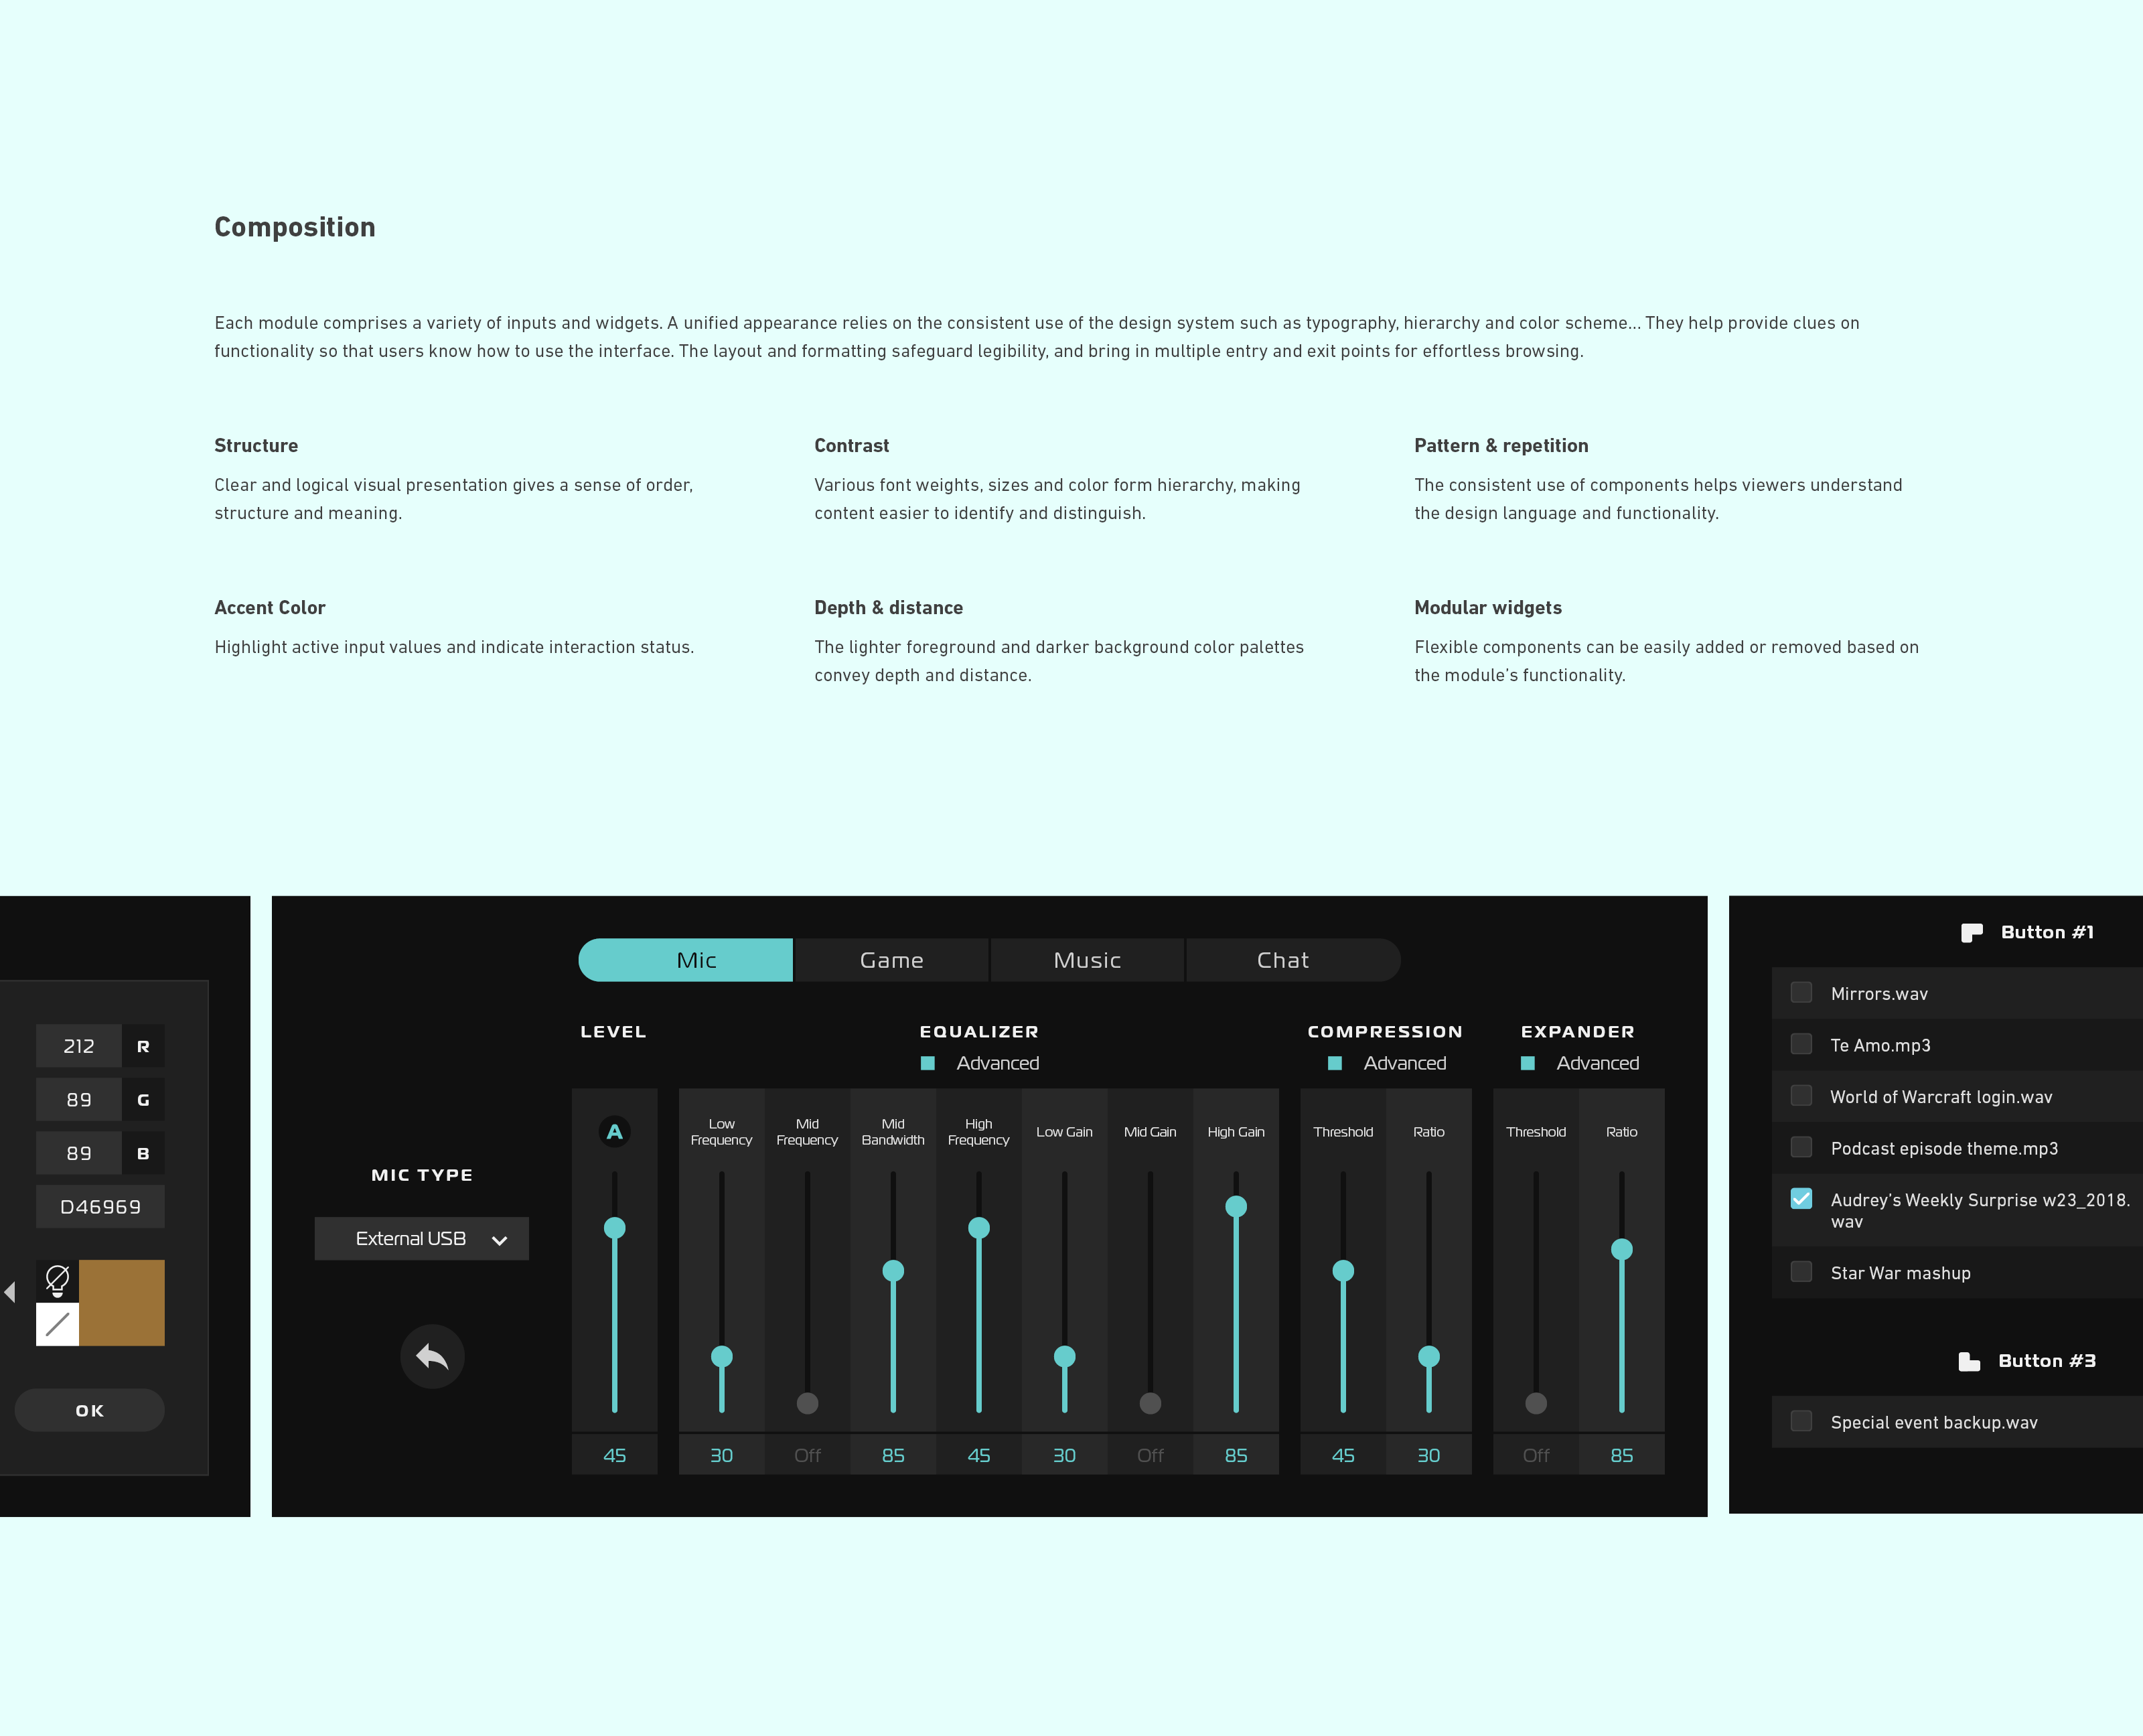 Composition
Each module comprises a variety of inputs and widgets. A unified appearance relies on the consistent use of the design system such as typography, hierarchy and color scheme... They help provide clues on
functionality so that users know how to use the interface. The layout and formatting safeguard legibility, and bring in multiple entry and exit points for effortless browsing.
Structure
Clear and logical visual presentation gives a sense of order,
structure and meaning.
Contrast
Various font weights, sizes and color form hierarchy, making
content easier to identify and distinguish.
Pattern & repetition
The consistent use of components helps viewers understand
the design language and functionality.
Accent Color
Highlight active input values and indicate interaction status.
Depth & distance
The lighter foreground and darker background color palettes
convey depth and distance.
Modular widgets
Flexible components can be easily added or removed based on
the module's functionality.
212 R
89 G
89 B
D46969
OK
Mic Game Music Chat
LEVEL
EQUALIZER
Advanced
COMPRESSION
Advanced
EXPANDER
Advanced
MIC TYPE
External USB
A
Low
Frequency
Mid
Frequency
Mid
Bandwidth
High
Frequency
Low Gain
Mid Gain
High Gain
Threshold
Ratio
Threshold
Ratio
45 30 Off 85 45 30 Off 85 45 30 Off 85
Button #1
Mirrors.wav
Te Amo.mp3
World of Warcraft login.wav
Podcast episode theme.mp3
Audrey's Weekly Surprise w23_2018.
wav
Star War mashup
Button #3
Special event backup.wav